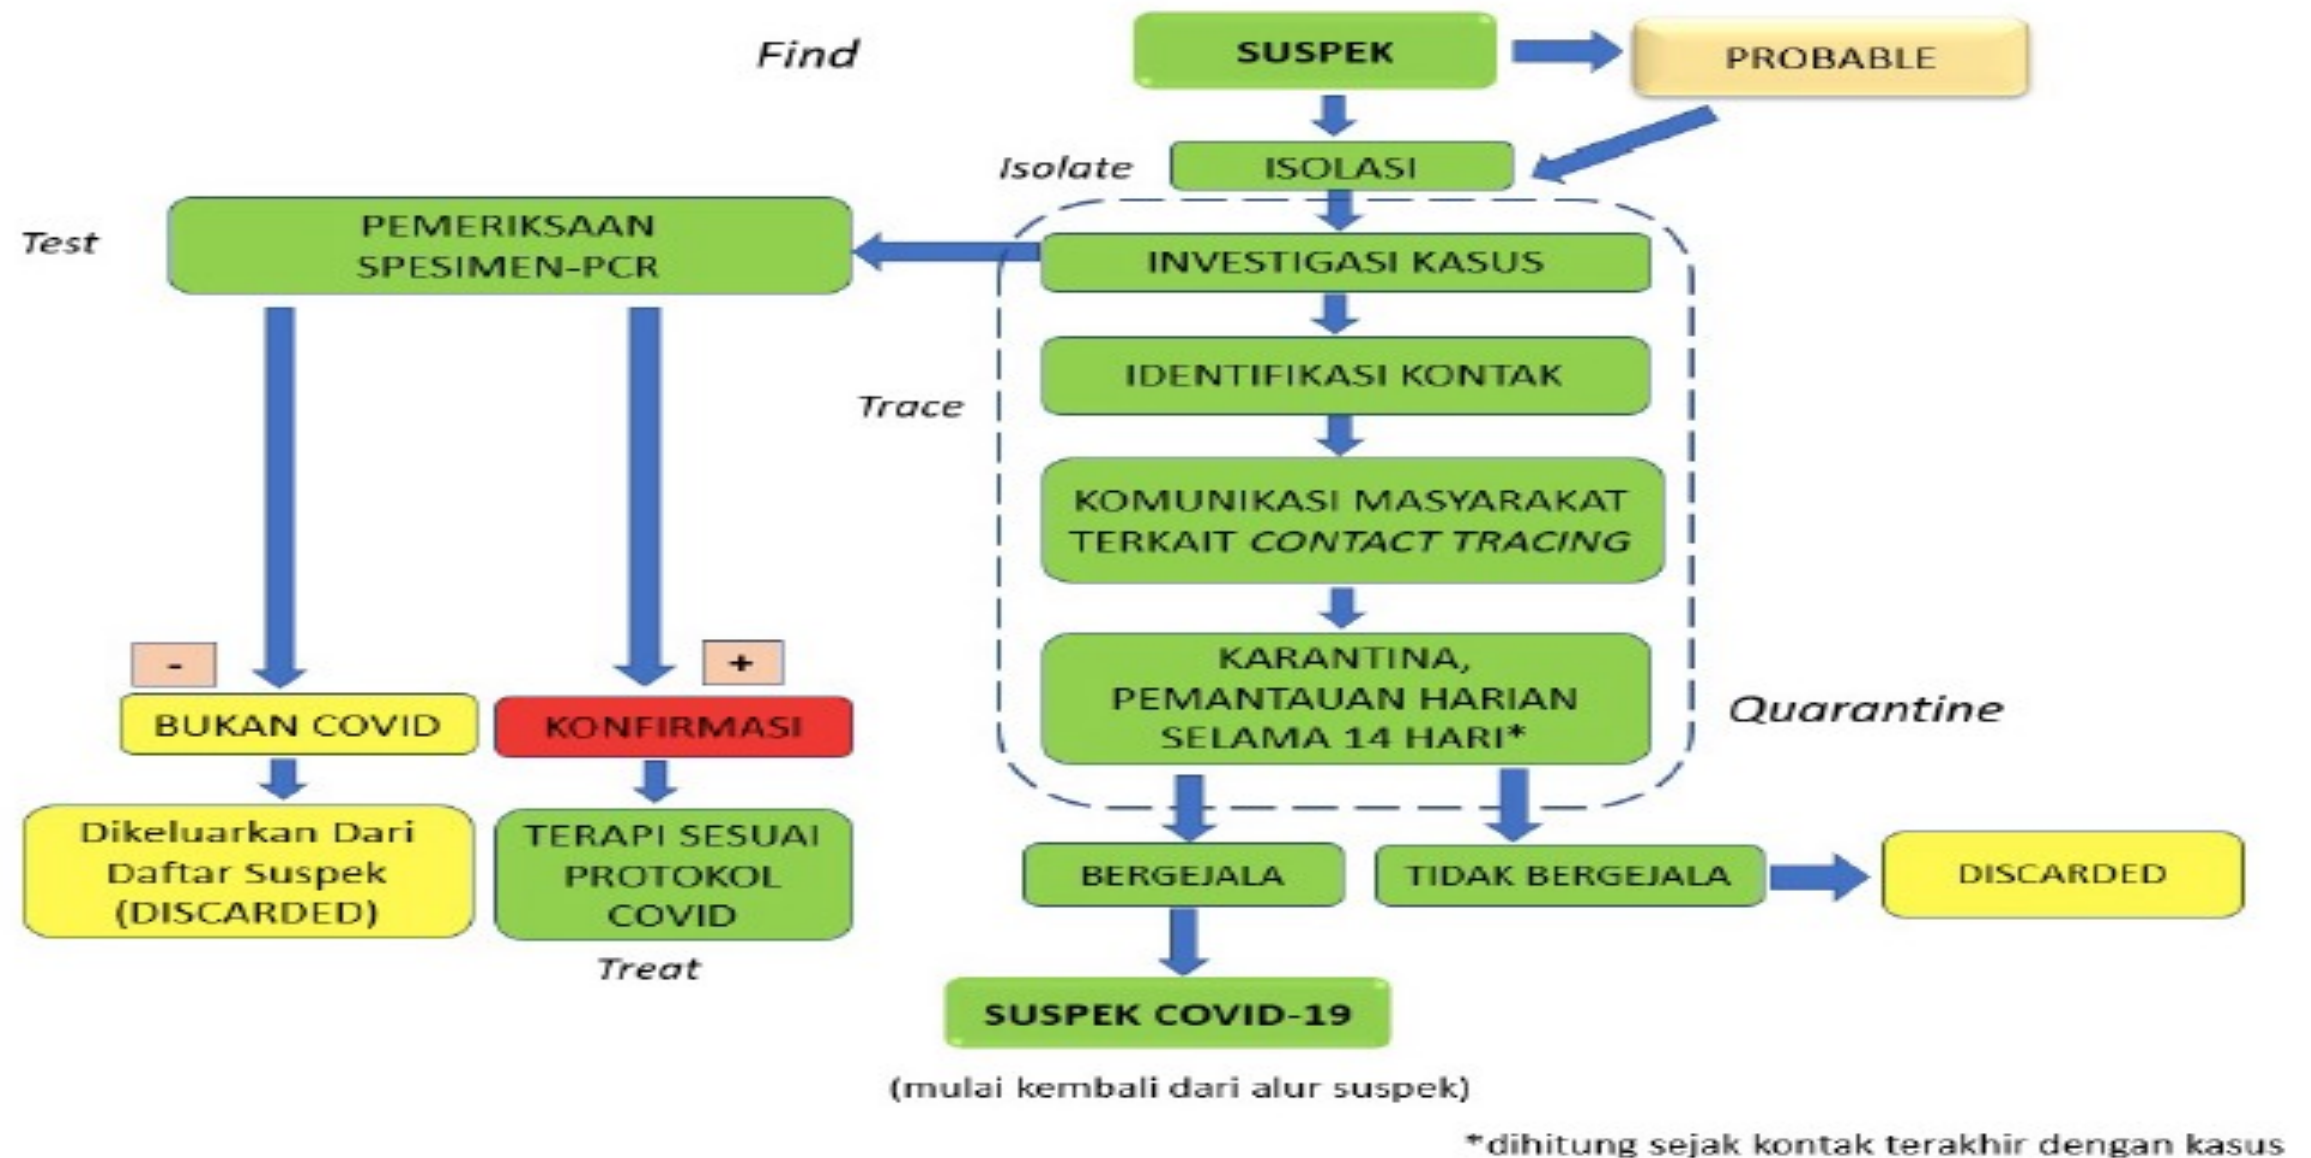 Find
SUSPEK
PROBABLE
Isolate
ISOLASI
Test
PEMERIKSAAN
SPESIMEN-PCR
INVESTIGASI KASUS
IDENTIFIKASI KONTAK
Trace
KOMUNIKASI MASYARAKAT
TERKAIT CONTACT TRACING
-
+
BUKAN COVID
KONFIRMASI
KARANTINA,
PEMANTAUAN HARIAN
SELAMA 14 HARI*
Quarantine
Dikeluarkan Dari
Daftar Suspek
(DISCARDED)
TERAPI SESUAI
PROTOKOL
COVID
Treat
BERGEJALA
TIDAK BERGEJALA
DISCARDED
SUSPEK COVID-19
(mulai kembali dari alur suspek)
*dihitung sejak kontak terakhir dengan kasus